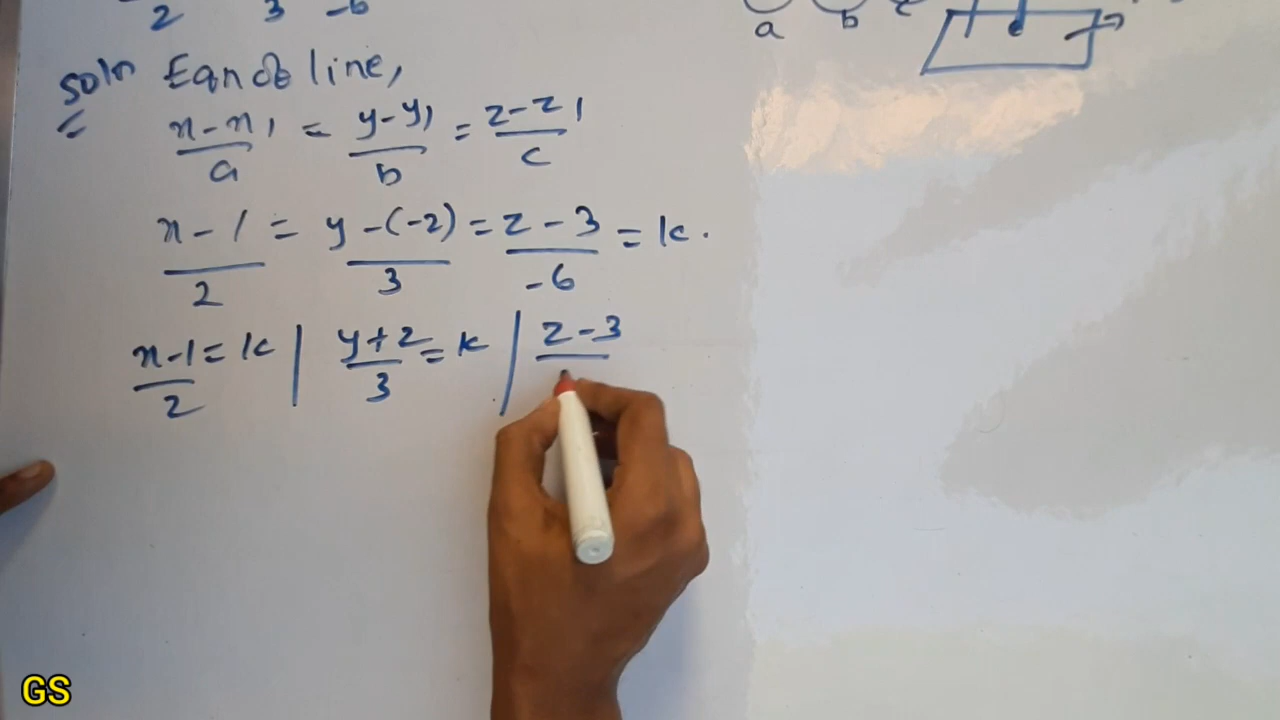 2 3 -6
a b c
Soln Eqn of line,
x-x1/a = y-y1/b = z-z1/c
x-1/2 = y-(-2)/3 = z-3/-6 = k.
x-1/2 = k | y+2/3 = k | z-3
GS